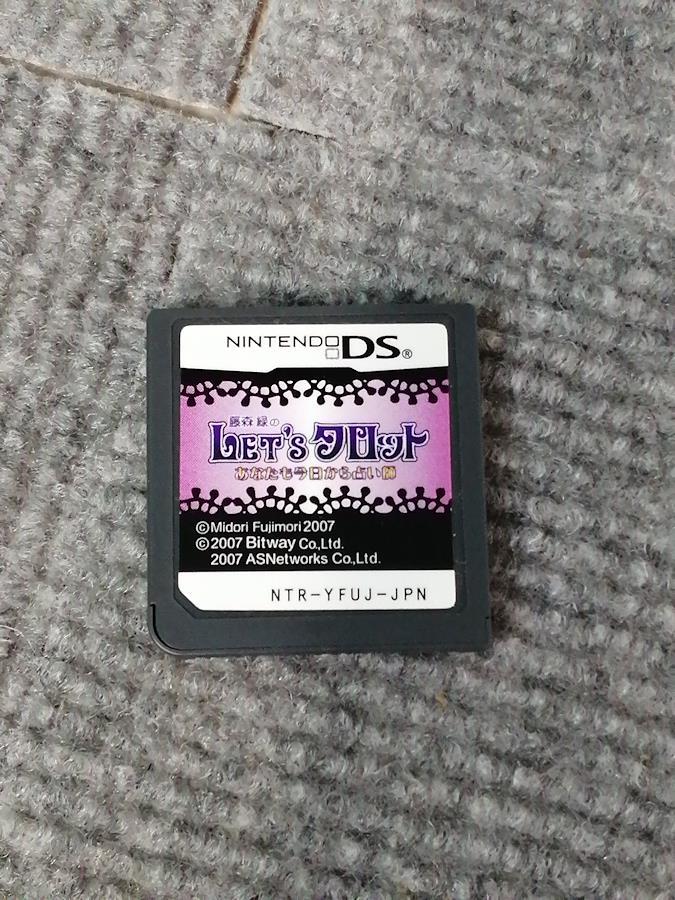 NINTENDO DS®
藤森 緑の
LET'S タロット
あなたも今日から占い師
©Midori Fujimori 2007
©2007 Bitway Co.,Ltd.
2007 ASNetworks Co.,Ltd.
NTR-YFUJ-JPN